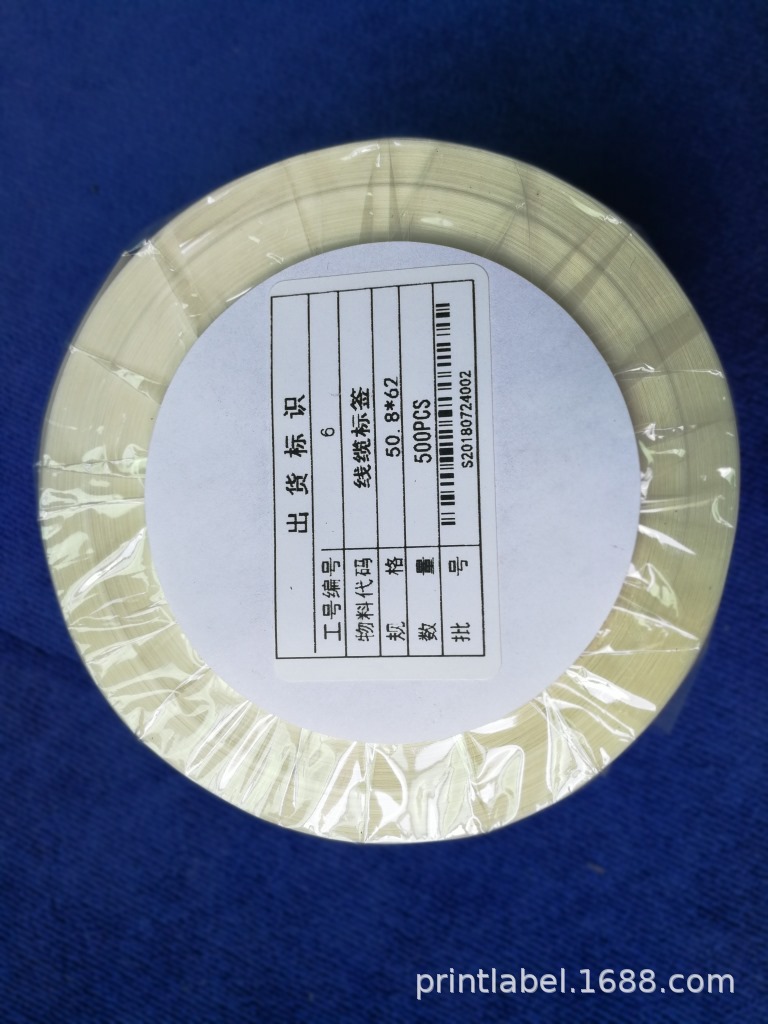 出货标识
工号编号 6
物料代码 线缆标签
规格 50.8*62
数量 500PCS
批号
S20180724002
printlabel.1688.com